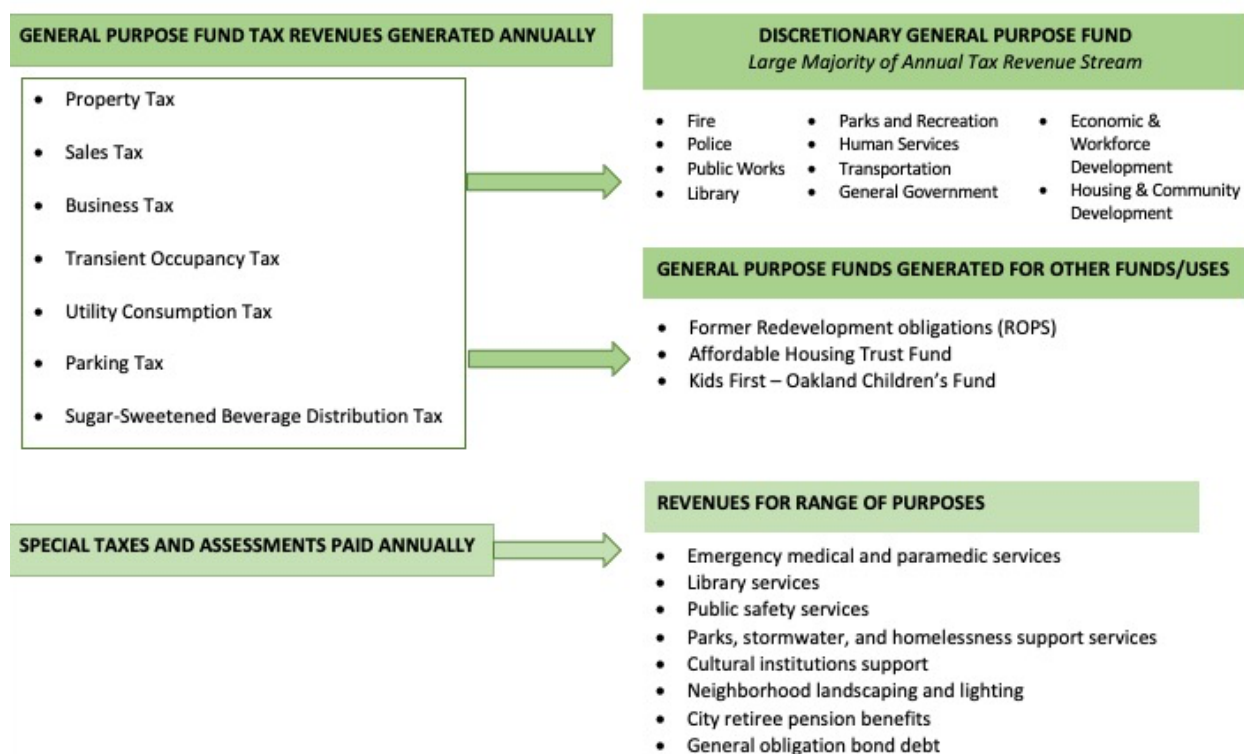 GENERAL PURPOSE FUND TAX REVENUES GENERATED ANNUALLY
• Property Tax
• Sales Tax
• Business Tax
• Transient Occupancy Tax
• Utility Consumption Tax
• Parking Tax
• Sugar-Sweetened Beverage Distribution Tax
DISCRETIONARY GENERAL PURPOSE FUND
Large Majority of Annual Tax Revenue Stream
• Fire
• Police
• Public Works
• Library
• Parks and Recreation
• Human Services
• Transportation
• General Government
• Economic &
Workforce
Development
• Housing & Community
Development
GENERAL PURPOSE FUNDS GENERATED FOR OTHER FUNDS/USES
• Former Redevelopment obligations (ROPS)
• Affordable Housing Trust Fund
• Kids First – Oakland Children’s Fund
SPECIAL TAXES AND ASSESSMENTS PAID ANNUALLY
REVENUES FOR RANGE OF PURPOSES
• Emergency medical and paramedic services
• Library services
• Public safety services
• Parks, stormwater, and homelessness support services
• Cultural institutions support
• Neighborhood landscaping and lighting
• City retiree pension benefits
• General obligation bond debt